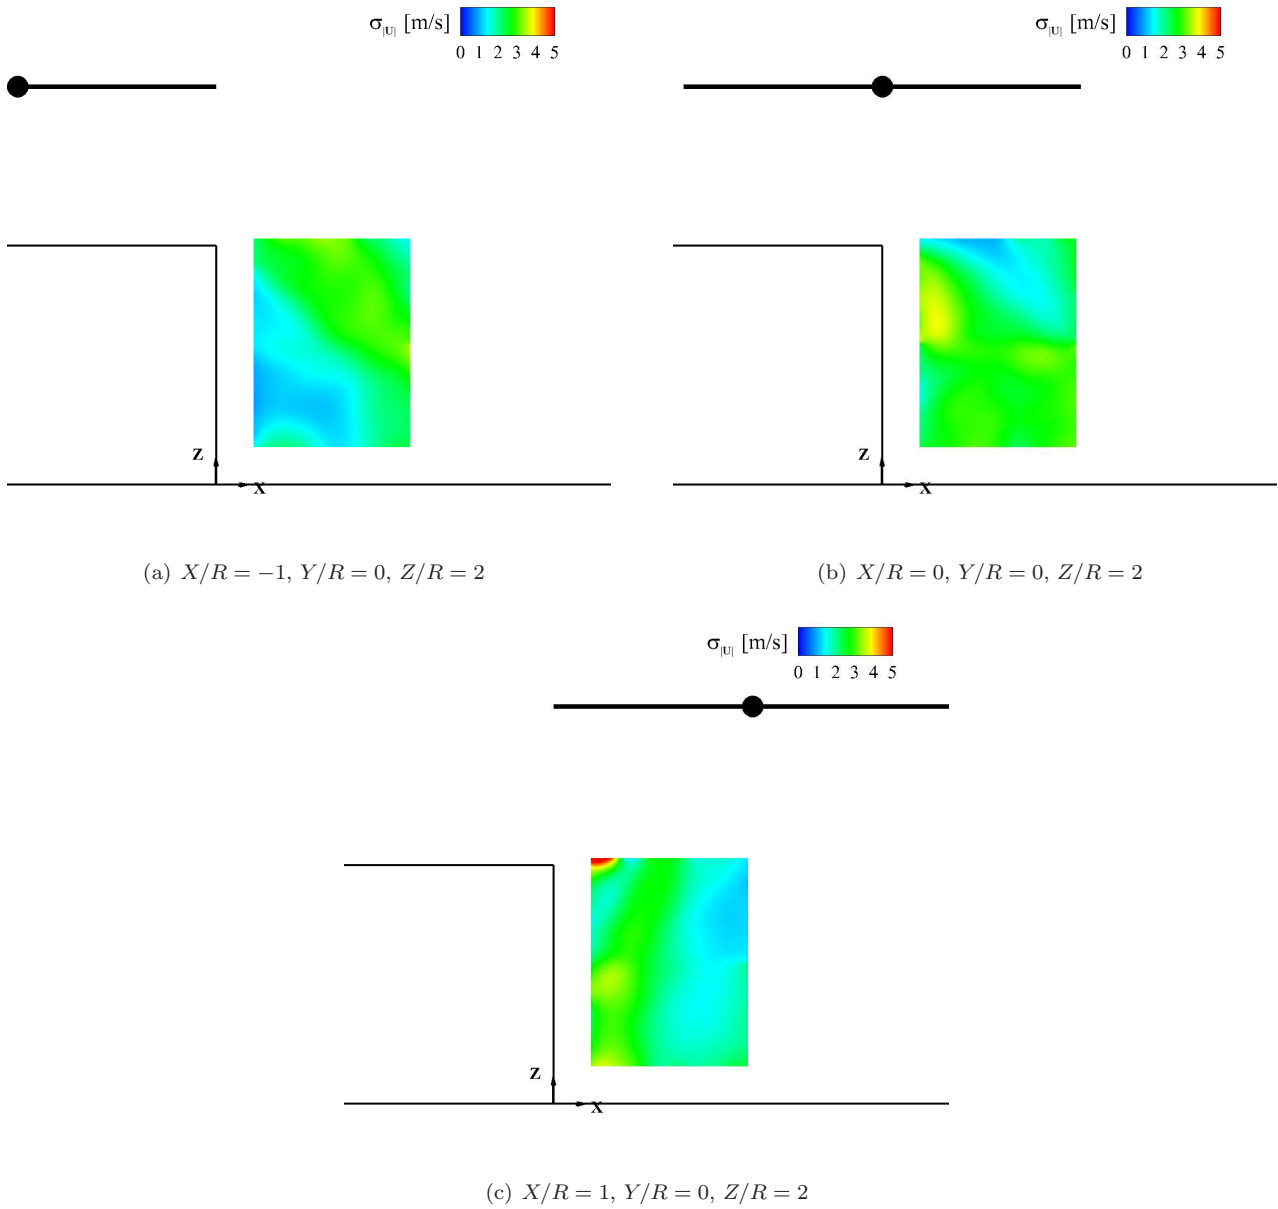 σ|U| [m/s]
0 1 2 3 4 5
σ|U| [m/s]
0 1 2 3 4 5
Z
X
Z
X
(a) X/R = −1, Y/R = 0, Z/R = 2
(b) X/R = 0, Y/R = 0, Z/R = 2
σ|U| [m/s]
0 1 2 3 4 5
Z
X
(c) X/R = 1, Y/R = 0, Z/R = 2